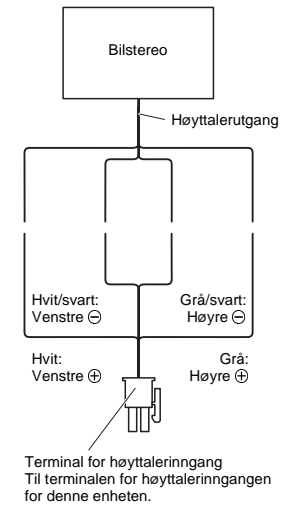 Bilstereo
Høyttalerutgang
Hvit/svart:
Venstre ⊖
Grå/svart:
Høyre ⊖
Hvit:
Venstre ⊕
Grå:
Høyre ⊕
Terminal for høyttalerinngang
Til terminalen for høyttalerinngangen
for denne enheten.